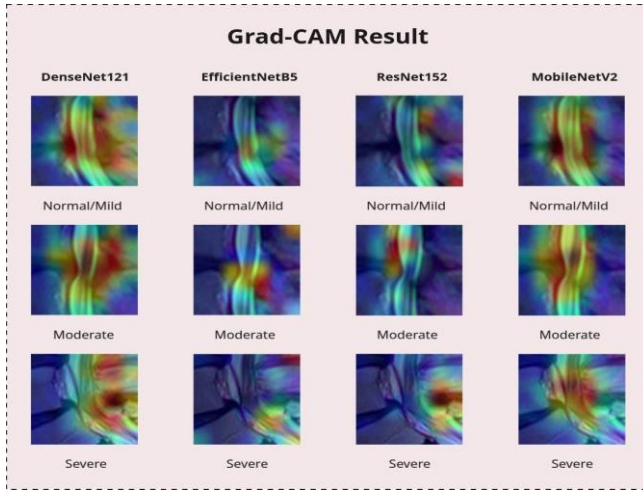 Grad-CAM Result
DenseNet121 EfficientNetB5 ResNet152 MobileNetV2
Normal/Mild Normal/Mild Normal/Mild Normal/Mild
Moderate Moderate Moderate Moderate
Severe Severe Severe Severe